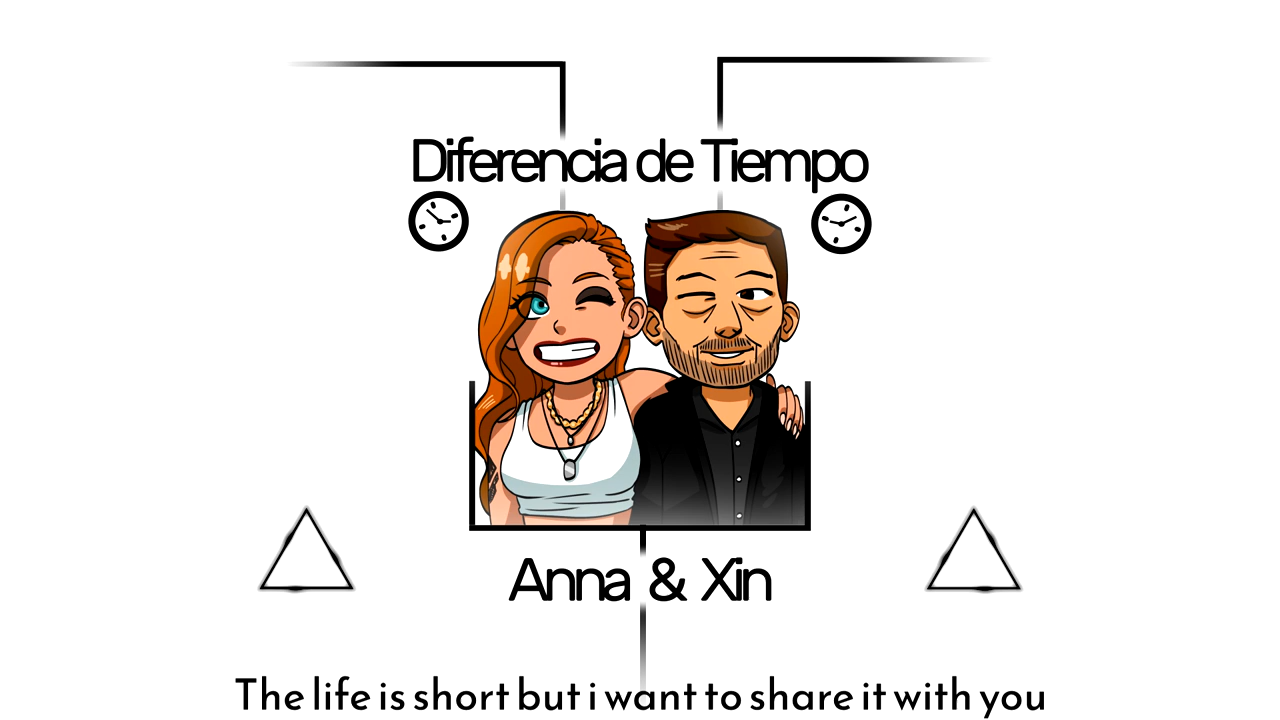 Diferencia de Tiempo
Anna & Xin
The life is short but i want to share it with you